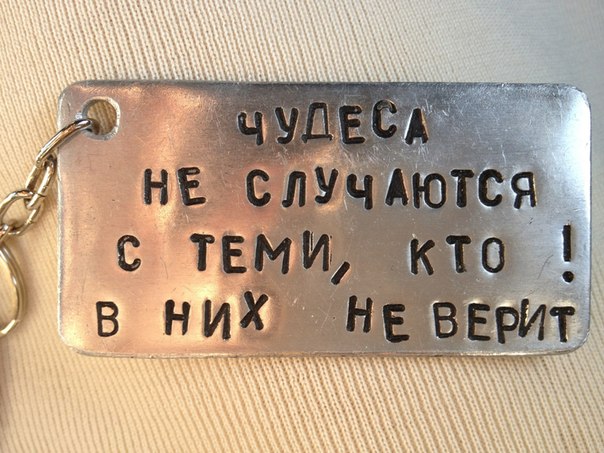 ЧУДЕСА
НЕ СЛУЧАЮТСЯ
С ТЕМИ, КТО !
В НИХ НЕ ВЕРИТ